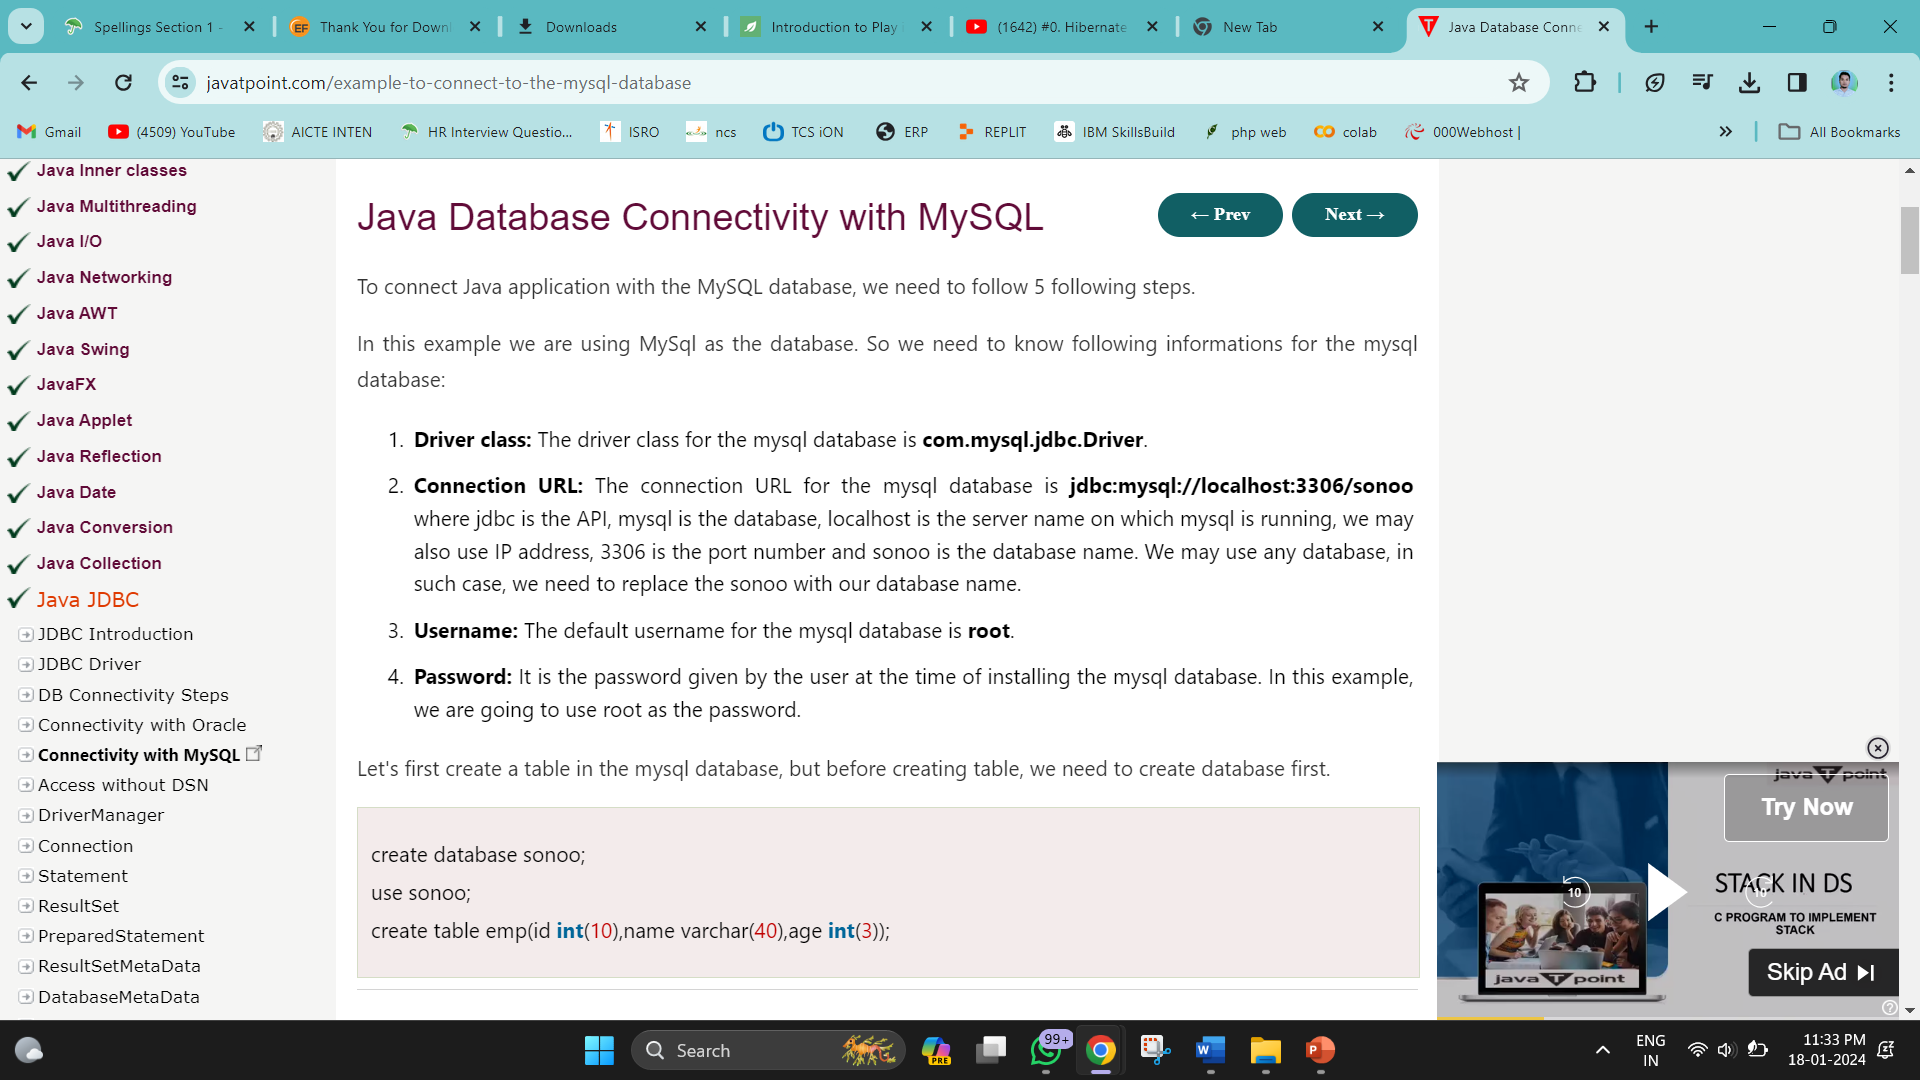 Spellings Section 1 -
Thank You for Downl
Downloads
Introduction to Play
(1642) #0. Hibernate
New Tab
Java Database Conne
javatpoint.com/example-to-connect-to-the-mysql-database
Gmail
(4509) YouTube
AICTE INTEN
HR Interview Questio...
ISRO
ncs
TCS iON
ERP
REPLIT
IBM SkillsBuild
php web
colab
000Webhost |
All Bookmarks
Java Inner classes
Java Multithreading
Java I/O
Java Networking
Java AWT
Java Swing
JavaFX
Java Applet
Java Reflection
Java Date
Java Conversion
Java Collection
Java JDBC
JDBC Introduction
JDBC Driver
DB Connectivity Steps
Connectivity with Oracle
Connectivity with MySQL
Access without DSN
DriverManager
Connection
Statement
ResultSet
PreparedStatement
ResultSetMetaData
DatabaseMetaData
Java Database Connectivity with MySQL
← Prev
Next →
To connect Java application with the MySQL database, we need to follow 5 following steps.
In this example we are using MySql as the database. So we need to know following informations for the mysql
database:
1. Driver class: The driver class for the mysql database is com.mysql.jdbc.Driver.
2. Connection URL: The connection URL for the mysql database is jdbc:mysql://localhost:3306/sonoo
where jdbc is the API, mysql is the database, localhost is the server name on which mysql is running, we may
also use IP address, 3306 is the port number and sonoo is the database name. We may use any database, in
such case, we need to replace the sonoo with our database name.
3. Username: The default username for the mysql database is root.
4. Password: It is the password given by the user at the time of installing the mysql database. In this example,
we are going to use root as the password.
Let's first create a table in the mysql database, but before creating table, we need to create database first.
create database sonoo;
use sonoo;
create table emp(id int(10),name varchar(40),age int(3));
java T point
Try Now
STACK IN DS
10
10
C PROGRAM TO IMPLEMENT
STACK
Skip Ad
java T point
Search
PRE
99+
ENG
IN
11:33 PM
18-01-2024